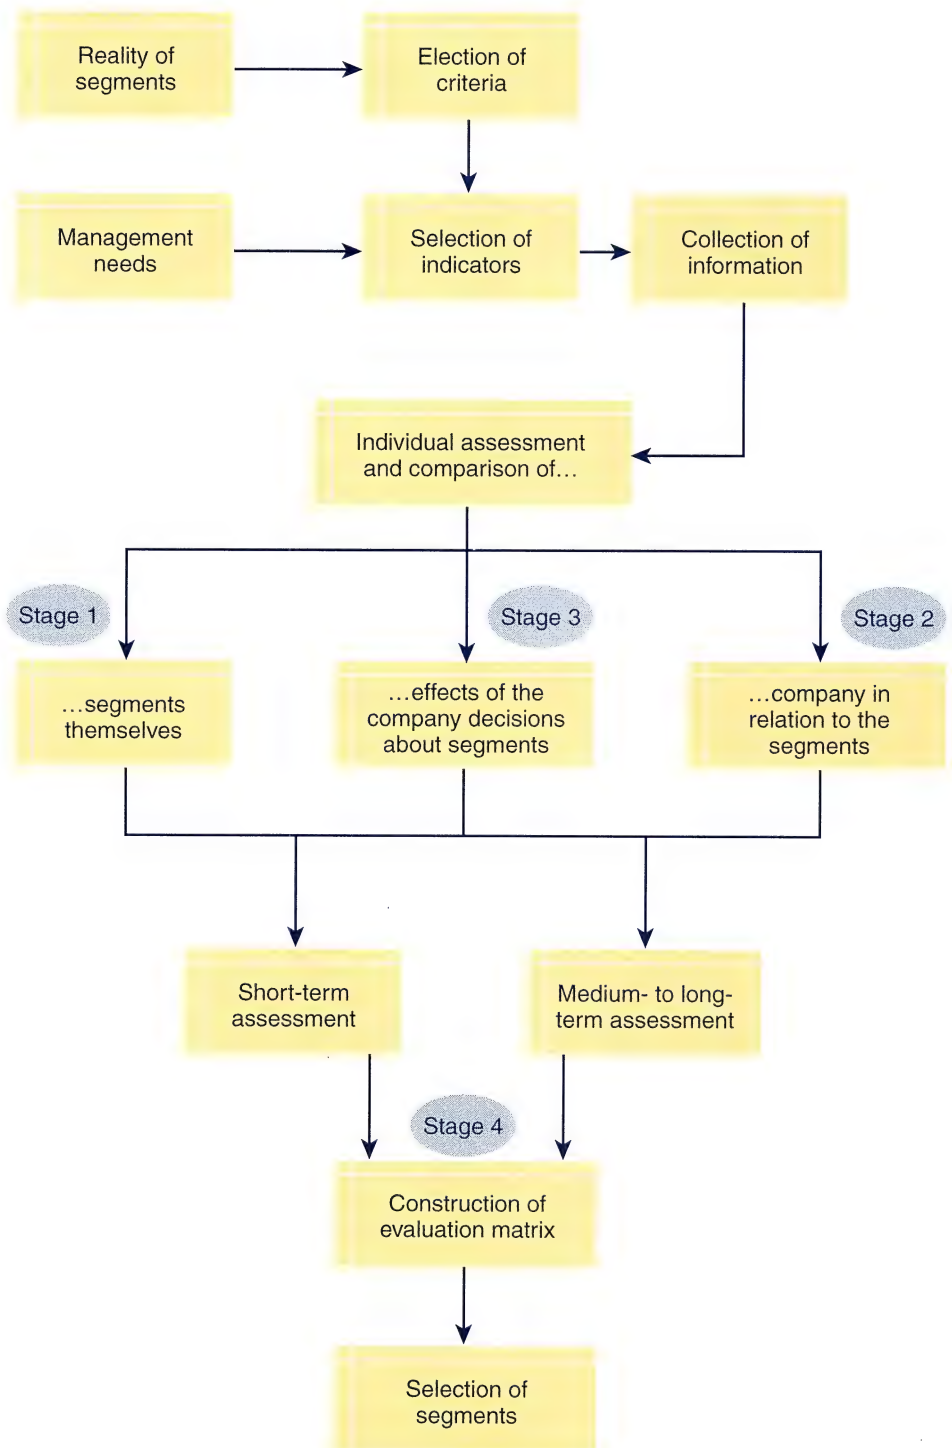 Reality of
segments
Election of
criteria
Management
needs
Selection of
indicators
Collection of
information
Individual assessment
and comparison of...
Stage 1
Stage 3
Stage 2
...segments
themselves
...effects of the
company decisions
about segments
...company in
relation to the
segments
Short-term
assessment
Medium- to long-
term assessment
Stage 4
Construction of
evaluation matrix
Selection of
segments